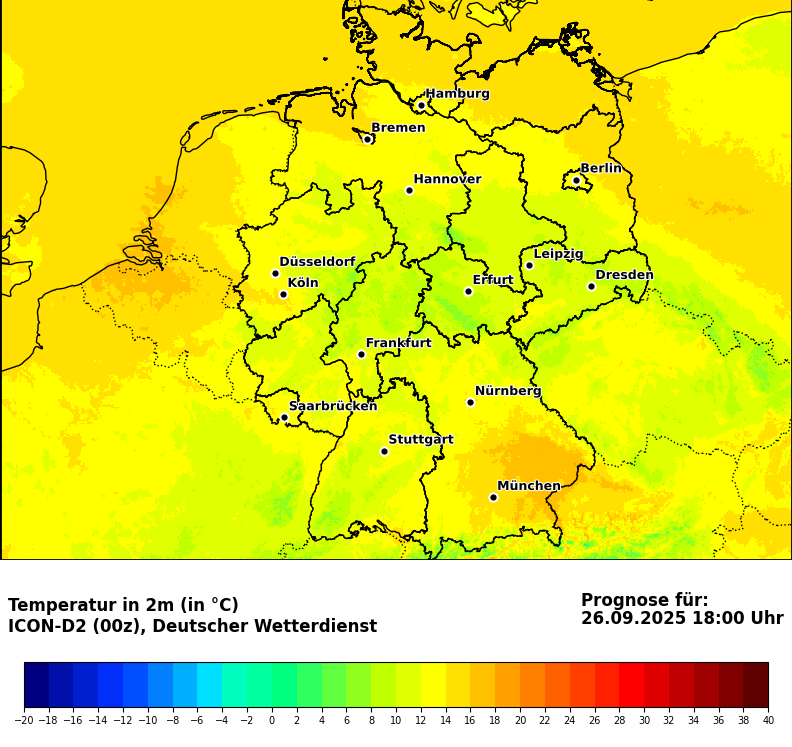 Hamburg
Bremen
Berlin
Hannover
Leipzig
Düsseldorf
Dresden
Köln
Erfurt
Frankfurt
Nürnberg
Saarbrücken
Stuttgart
München
Temperatur in 2m (in °C)
ICON-D2 (00z), Deutscher Wetterdienst
Prognose für:
26.09.2025 18:00 Uhr
−20 −18 −16 −14 −12 −10 −8 −6 −4 −2 0 2 4 6 8 10 12 14 16 18 20 22 24 26 28 30 32 34 36 38 40